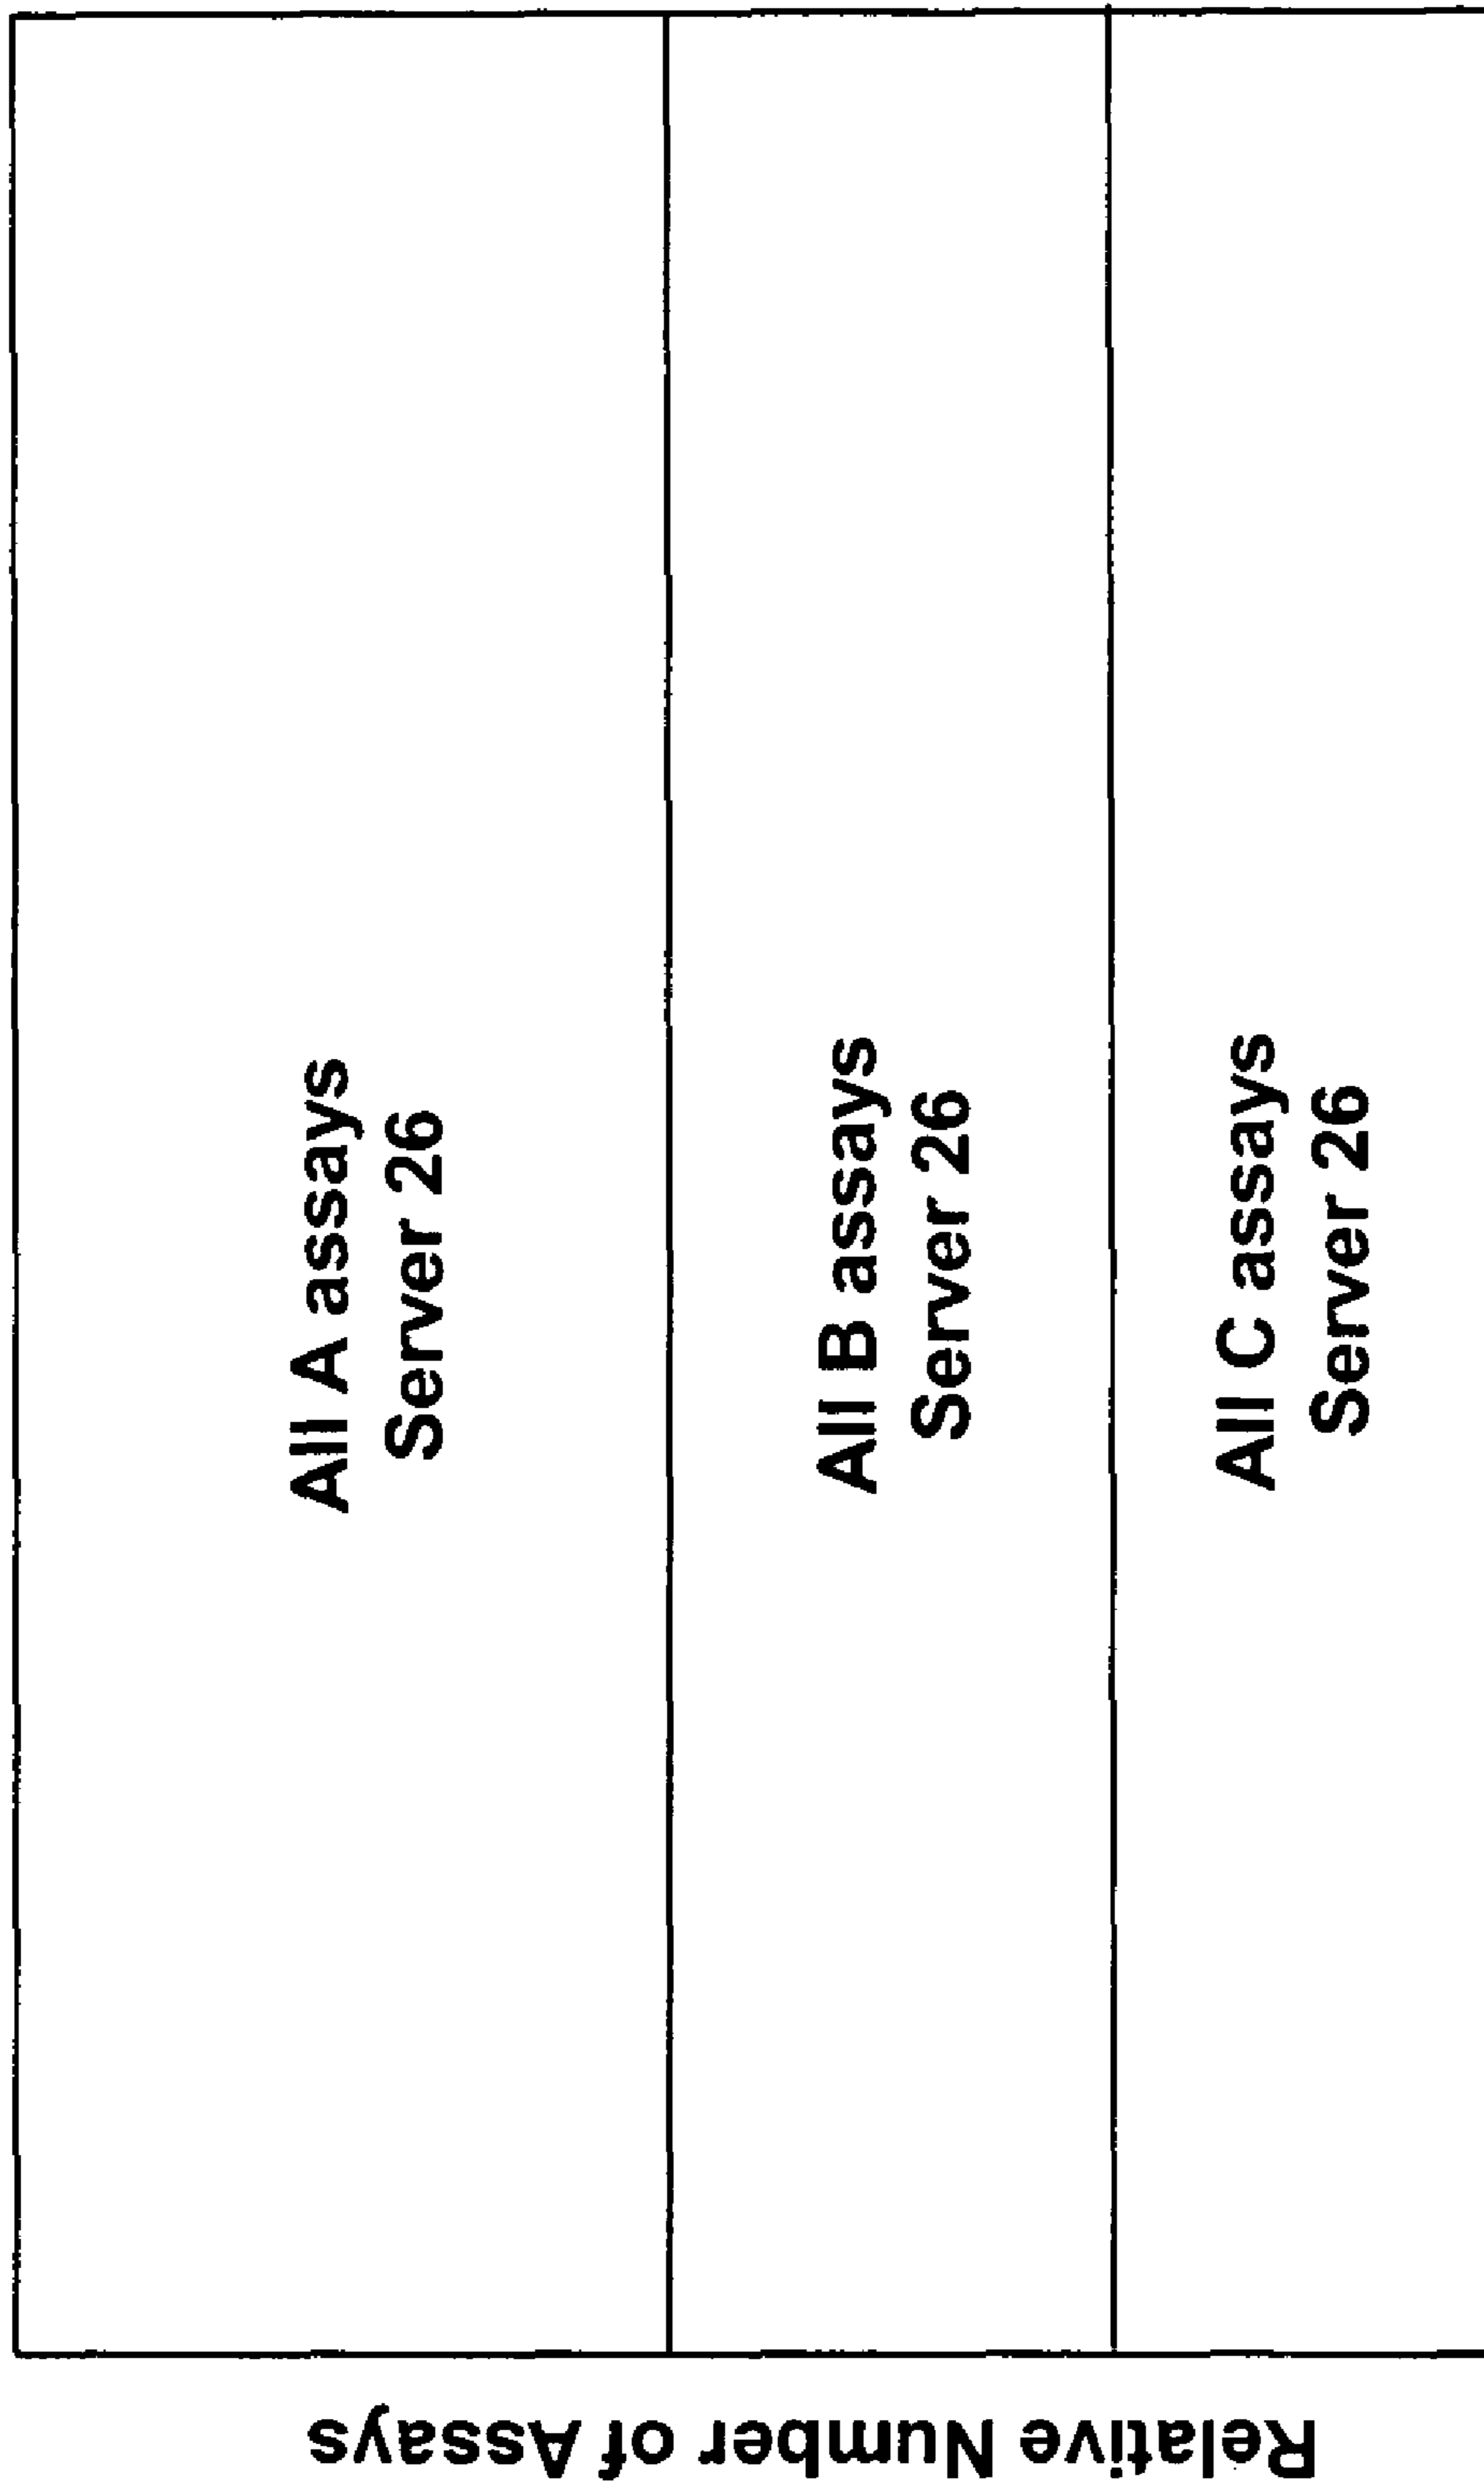 All A assays
Server 26
All B assays
Server 26
All C assays
Server 26
Relative Number of Assays